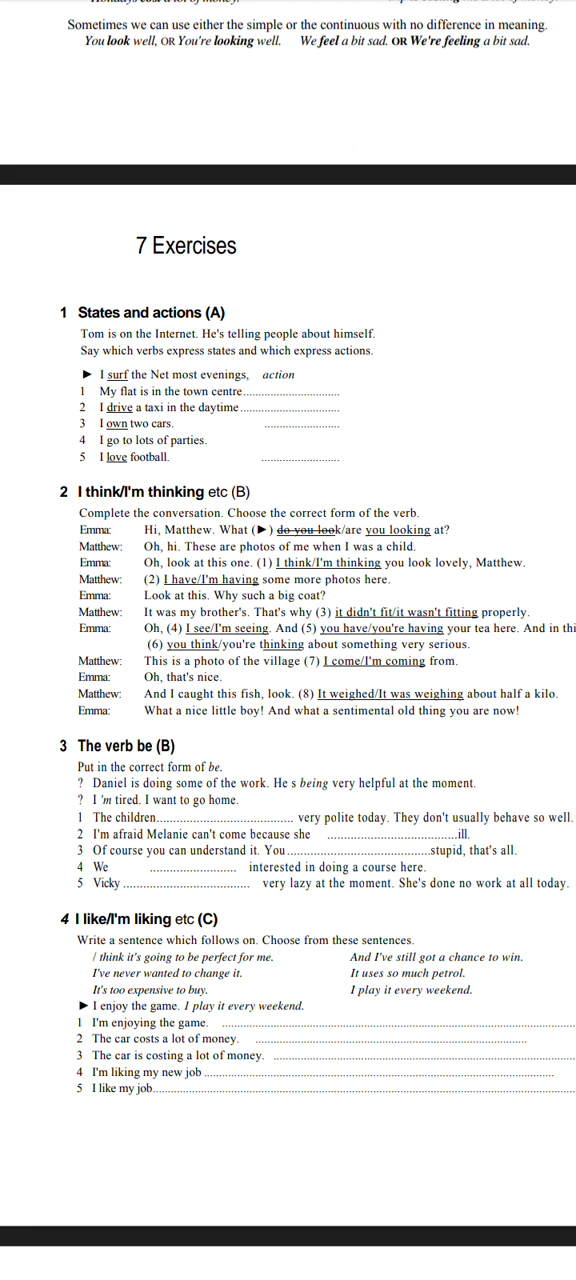 Sometimes we can use either the simple or the continuous with no difference in meaning.
You look well, OR You're looking well. We feel a bit sad. OR We're feeling a bit sad.
7 Exercises
1 States and actions (A)
Tom is on the Internet. He's telling people about himself.
Say which verbs express states and which express actions.
► I surf the Net most evenings, action
1 My flat is in the town centre..............................
2 I drive a taxi in the daytime...............................
3 I own two cars. ........................
4 I go to lots of parties.
5 I love football. .........................
2 I think/I'm thinking etc (B)
Complete the conversation. Choose the correct form of the verb.
Emma: Hi, Matthew. What (►) do you look/are you looking at?
Matthew: Oh, hi. These are photos of me when I was a child.
Emma: Oh, look at this one. (1) I think/I'm thinking you look lovely, Matthew.
Matthew: (2) I have/I'm having some more photos here.
Emma: Look at this. Why such a big coat?
Matthew: It was my brother's. That's why (3) it didn't fit/it wasn't fitting properly.
Emma: Oh, (4) I see/I'm seeing. And (5) you have/you're having your tea here. And in thi
(6) you think/you're thinking about something very serious.
Matthew: This is a photo of the village (7) I come/I'm coming from.
Emma: Oh, that's nice.
Matthew: And I caught this fish, look. (8) It weighed/It was weighing about half a kilo.
Emma: What a nice little boy! And what a sentimental old thing you are now!
3 The verb be (B)
Put in the correct form of be.
? Daniel is doing some of the work. He s being very helpful at the moment.
? I 'm tired. I want to go home.
1 The children............................................ very polite today. They don't usually behave so well.
2 I'm afraid Melanie can't come because she ..........................................ill.
3 Of course you can understand it. You..............................................stupid, that's all.
4 We ............................ interested in doing a course here.
5 Vicky ......................................... very lazy at the moment. She's done no work at all today.
4 I like/I'm liking etc (C)
Write a sentence which follows on. Choose from these sentences.
/ think it's going to be perfect for me. And I've still got a chance to win.
I've never wanted to change it. It uses so much petrol.
It's too expensive to buy. I play it every weekend.
► I enjoy the game. I play it every weekend.
1 I'm enjoying the game. ....................................................................................................
2 The car costs a lot of money. ..........................................................................
3 The car is costing a lot of money. ....................................................................................
4 I'm liking my new job ................................................................................................
5 I like my job..............................................................................................................